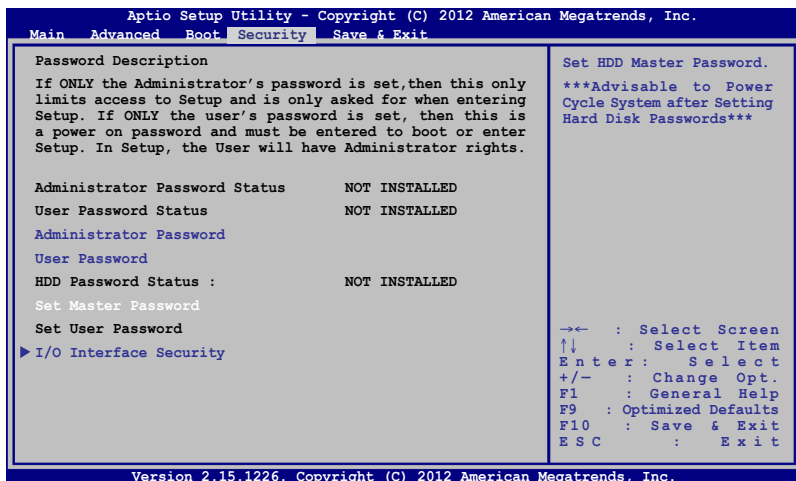 Aptio Setup Utility - Copyright (C) 2012 American Megatrends, Inc.
Main Advanced Boot Security Save & Exit
Password Description
If ONLY the Administrator's password is set,then this only
limits access to Setup and is only asked for when entering
Setup. If ONLY the user's password is set, then this is
a power on password and must be entered to boot or enter
Setup. In Setup, the User will have Administrator rights.
Administrator Password Status NOT INSTALLED
User Password Status NOT INSTALLED
Administrator Password
User Password
HDD Password Status : NOT INSTALLED
Set Master Password
Set User Password
I/O Interface Security
Set HDD Master Password.
***Advisable to Power
Cycle System after Setting
Hard Disk Passwords***
→← : Select Screen
↑↓ : Select Item
Enter: Select
+/— : Change Opt.
F1 : General Help
F9 : Optimized Defaults
F10 : Save & Exit
ESC : Exit
Version 2.15.1226. Copyright (C) 2012 American Megatrends, Inc.